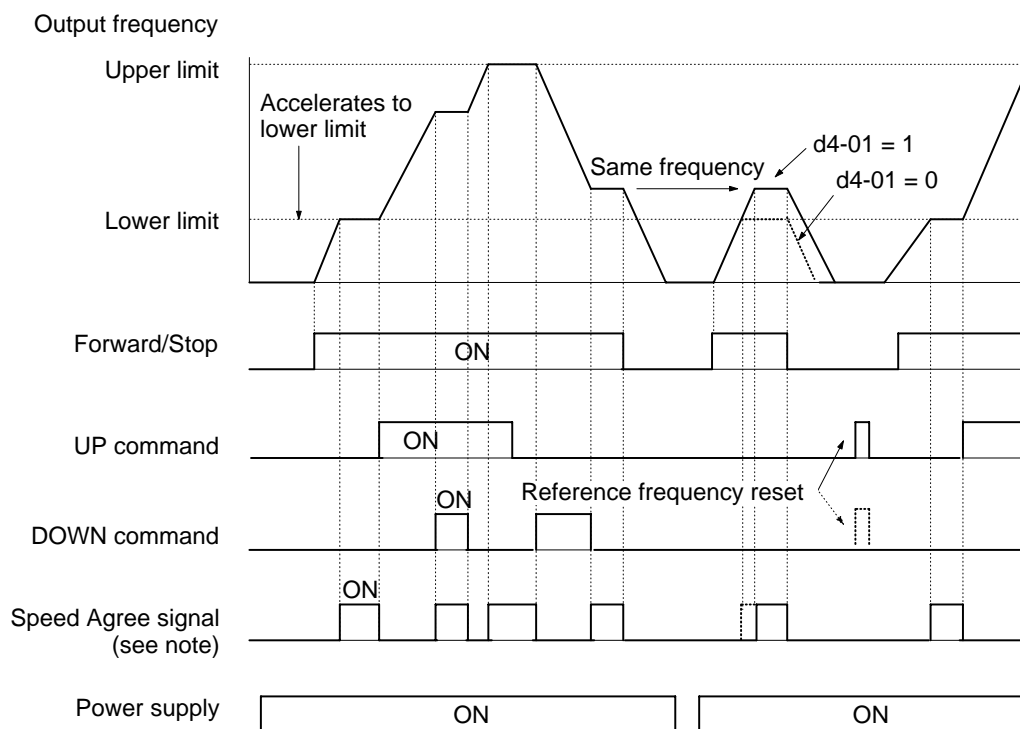 Output frequency
Upper limit
Accelerates to
lower limit
Same frequency
d4-01 = 1
d4-01 = 0
Lower limit
Forward/Stop
ON
UP command
ON
Reference frequency reset
ON
DOWN command
ON
Speed Agree signal
(see note)
Power supply
ON
ON